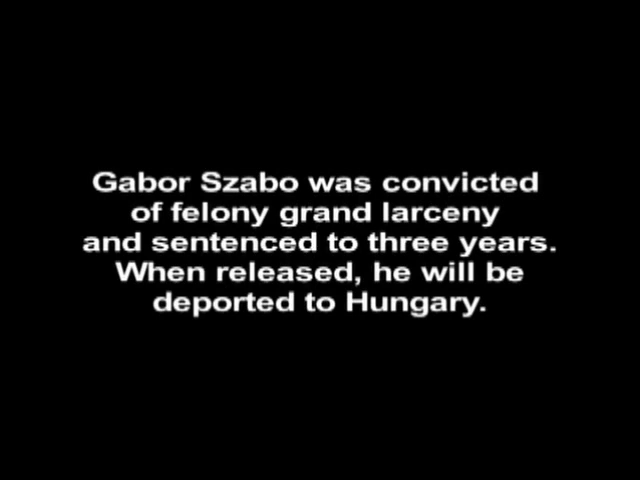 Gabor Szabo was convicted
of felony grand larceny
and sentenced to three years.
When released, he will be
deported to Hungary.